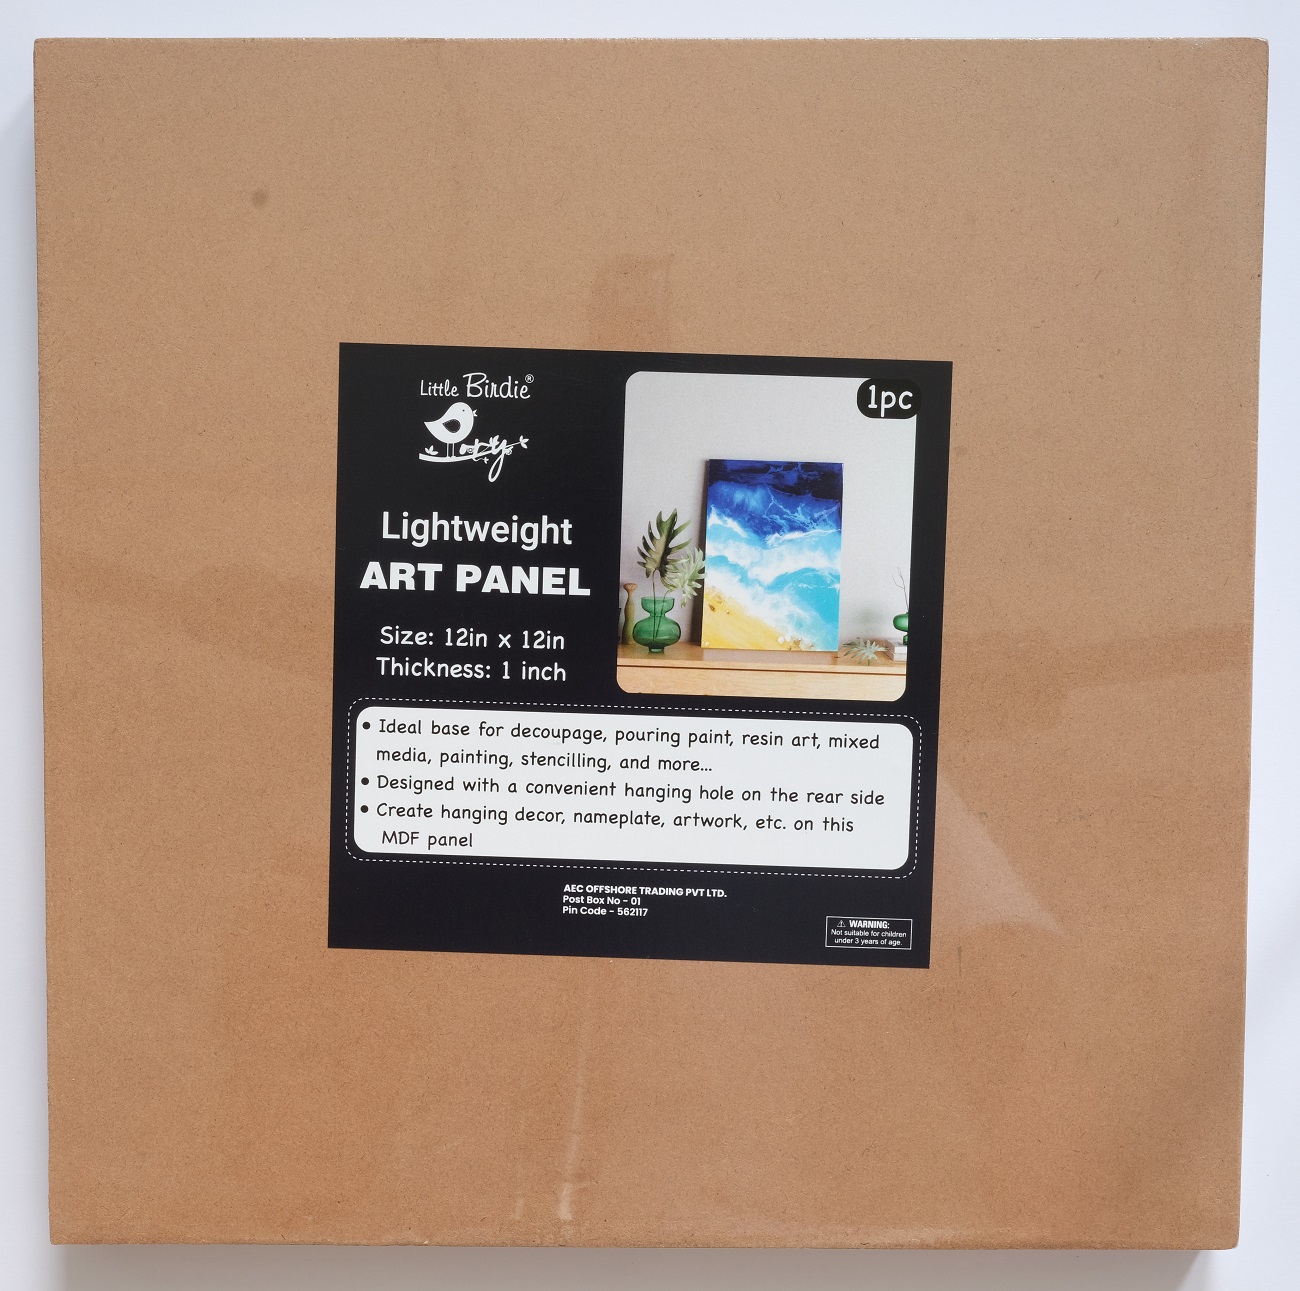 Little Birdie®
1pc
Lightweight
ART PANEL
Size: 12in x 12in
Thickness: 1 inch
• Ideal base for decoupage, pouring paint, resin art, mixed
media, painting, stencilling, and more...
• Designed with a convenient hanging hole on the rear side
• Create hanging decor, nameplate, artwork, etc. on this
MDF panel
AEC OFFSHORE TRADING PVT LTD.
Post Box No - 01
Pin Code - 562117
⚠ WARNING:
Not suitable for children
under 3 years of age.